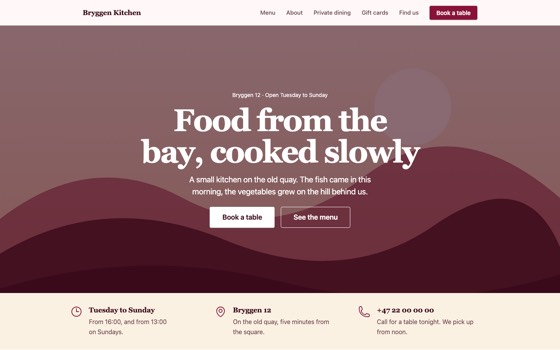 Bryggen Kitchen
Menu About Private dining Gift cards Find us Book a table
Bryggen 12 · Open Tuesday to Sunday
Food from the
bay, cooked slowly
A small kitchen on the old quay. The fish came in this
morning, the vegetables grew on the hill behind us.
Book a table See the menu
Tuesday to Sunday
From 16:00, and from 13:00
on Sundays.
Bryggen 12
On the old quay, five minutes from
the square.
+47 22 00 00 00
Call for a table tonight. We pick up
from noon.